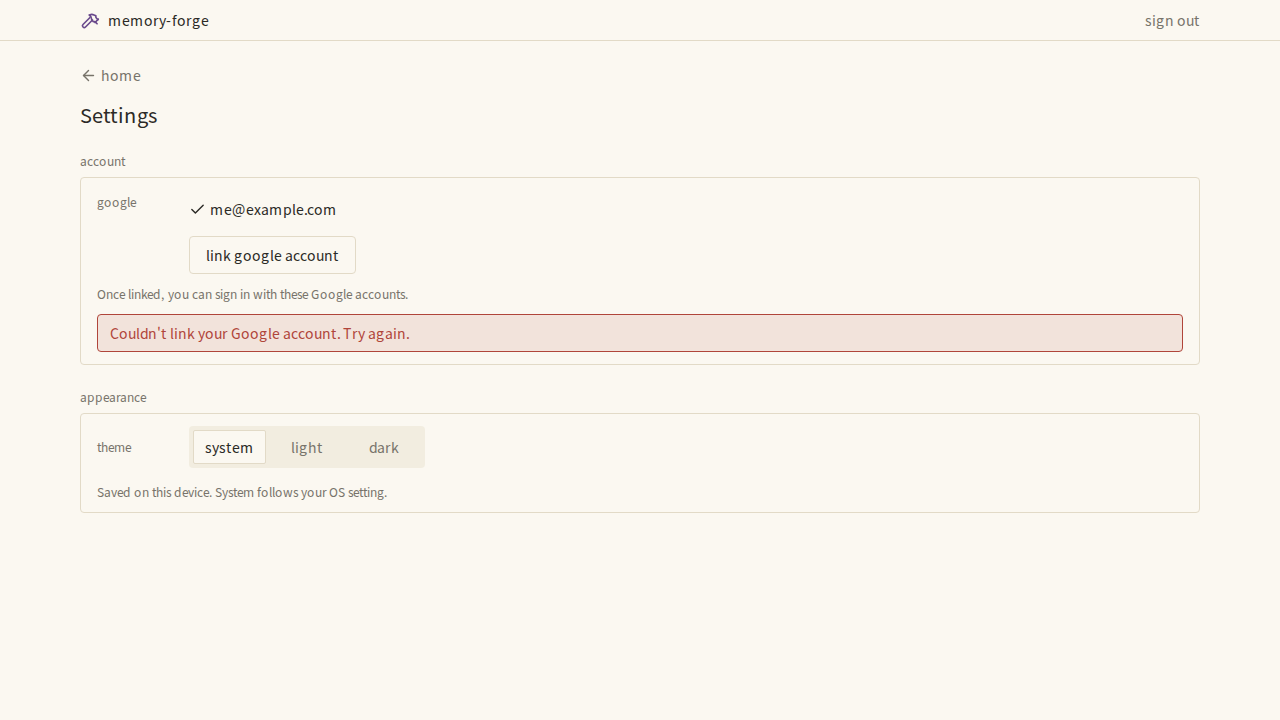 memory-forge
sign out
home
Settings
account
google
me@example.com
link google account
Once linked, you can sign in with these Google accounts.
Couldn't link your Google account. Try again.
appearance
theme
system
light
dark
Saved on this device. System follows your OS setting.